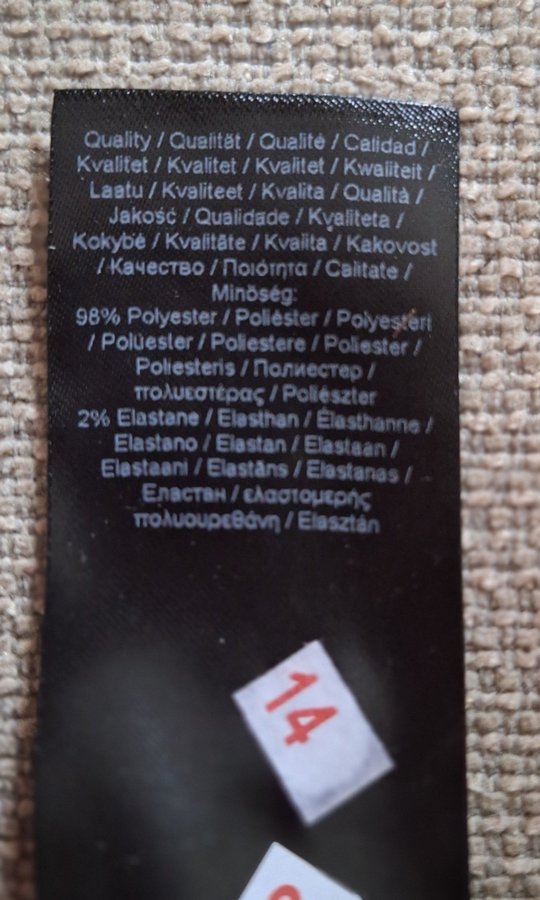 Quality / Qualität / Qualité / Calidad /
Kvalitet / Kvalitet / Kvalitet / Kwaliteit /
Laatu / Kvaliteet / Kvalita / Qualità /
Jakość / Qualidade / Kvaliteta /
Kokybė / Kvalitāte / Kvalita / Kakovost
/ Качество / Ποιότητα / Calitate /
Minőség:
98% Polyester / Poliéster / Polyesteri
/ Polüester / Poliestere / Poliester /
Poliesteris / Полиестер /
πολυεστέρας / Poliészter
2% Elastane / Elasthan / Élasthanne /
Elastano / Elastan / Elastaan /
Elastaani / Elastāns / Elastanas /
Еластан / ελαστομερής
πολυουρεθάνη / Elasztán
14